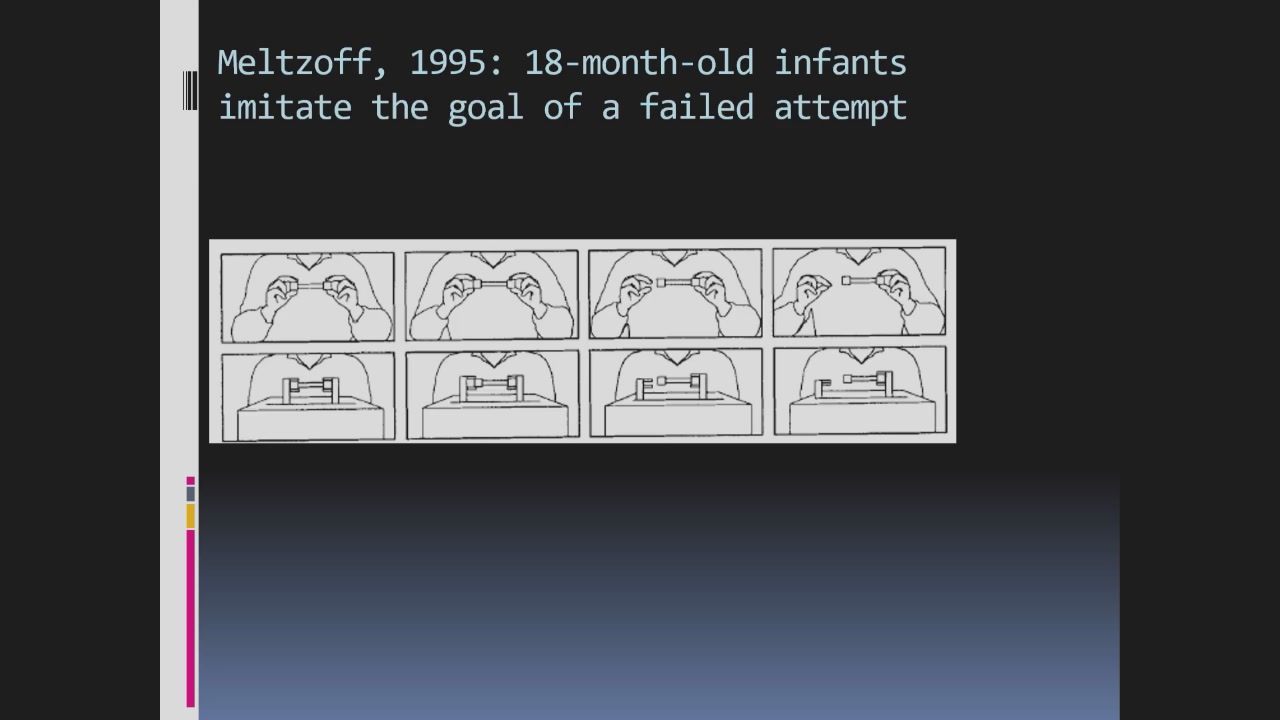 Meltzoff, 1995: 18-month-old infants
imitate the goal of a failed attempt